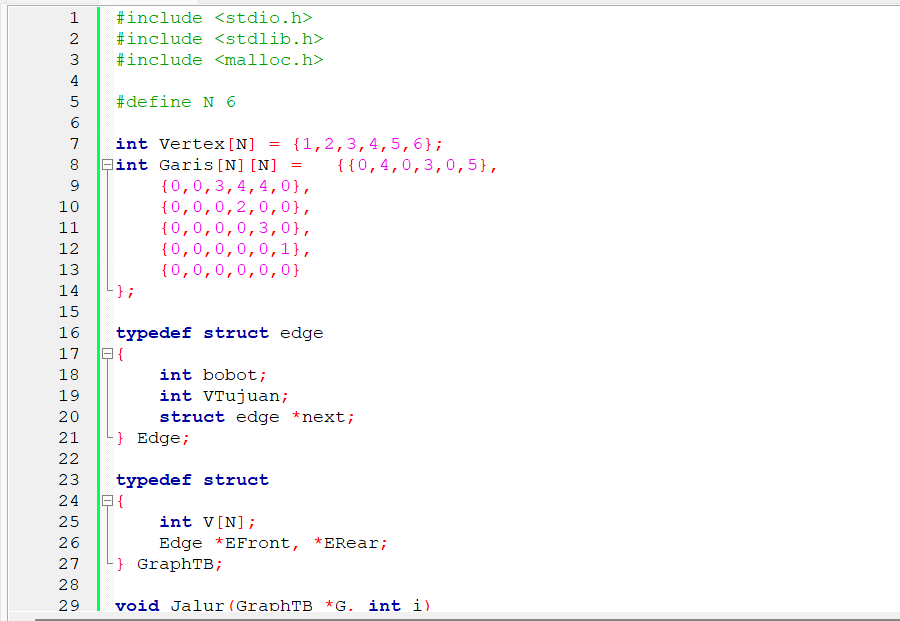 1 #include <stdio.h>
2 #include <stdlib.h>
3 #include <malloc.h>
4
5 #define N 6
6
7 int Vertex[N] = {1,2,3,4,5,6};
8 int Garis[N][N] =   {{0,4,0,3,0,5},
9     {0,0,3,4,4,0},
10     {0,0,0,2,0,0},
11     {0,0,0,0,3,0},
12     {0,0,0,0,0,1},
13     {0,0,0,0,0,0}
14 };
15
16 typedef struct edge
17 {
18     int bobot;
19     int VTujuan;
20     struct edge *next;
21 } Edge;
22
23 typedef struct
24 {
25     int V[N];
26     Edge *EFront, *ERear;
27 } GraphTB;
28
29 void Jalur(GraphTB *G, int i)